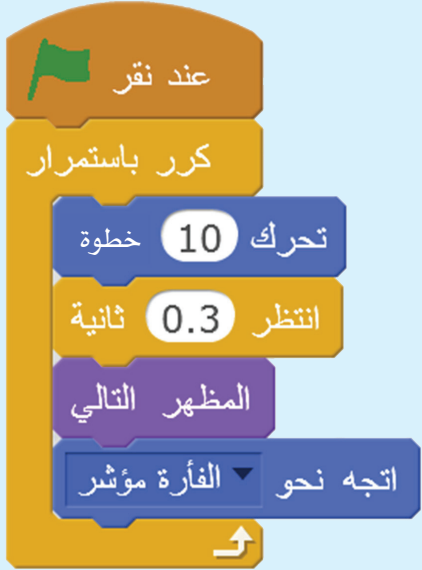 عند نقر
كرر باستمرار
تحرك 10 خطوة
انتظر 0.3 ثانية
المظهر التالي
اتجه نحو الفأرة مؤشر